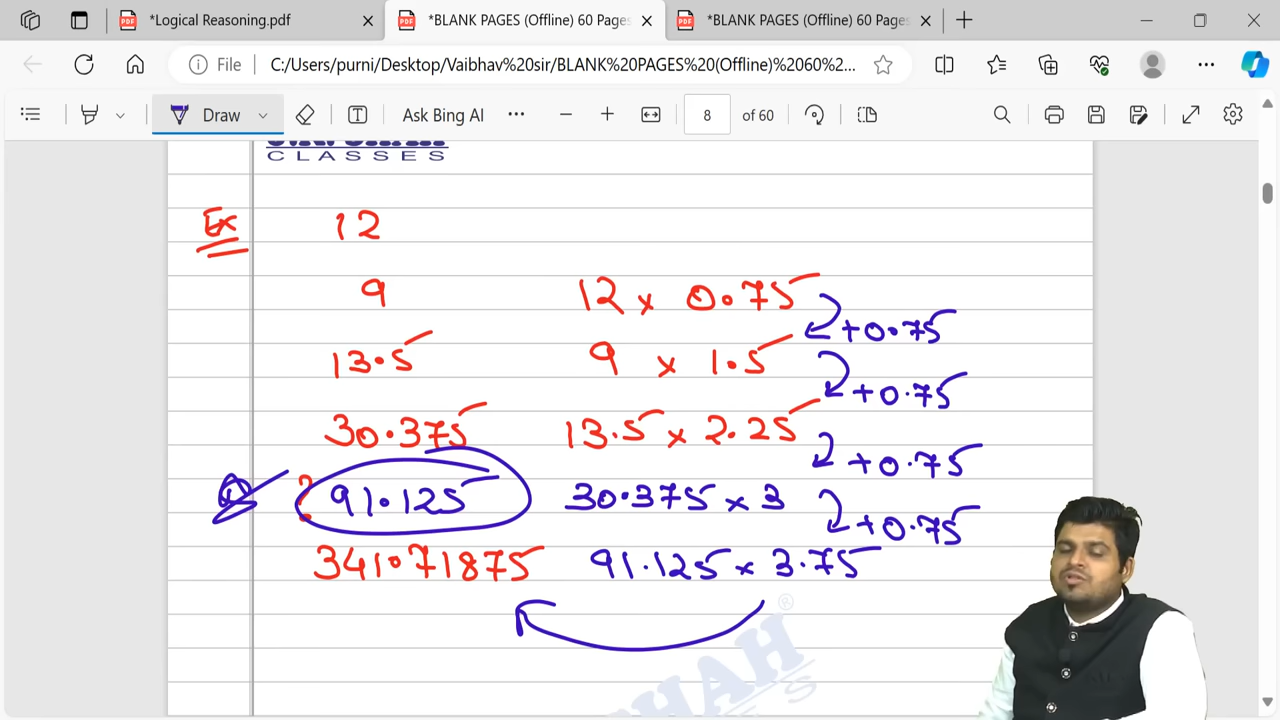 *Logical Reasoning.pdf
*BLANK PAGES (Offline) 60 Pages
*BLANK PAGES (Offline) 60 Pages
File
C:/Users/purni/Desktop/Vaibhav%20sir/BLANK%20PAGES%20(Offline)%2060%2...
Draw
Ask Bing AI
8 of 60
CLASSES
Ex 12
9 12 x 0.75
+0.75
13.5 9 x 1.5
+0.75
30.375 13.5 x 2.25
+0.75
? 91.125 30.375 x 3
+0.75
341.71875 91.125 x 3.75